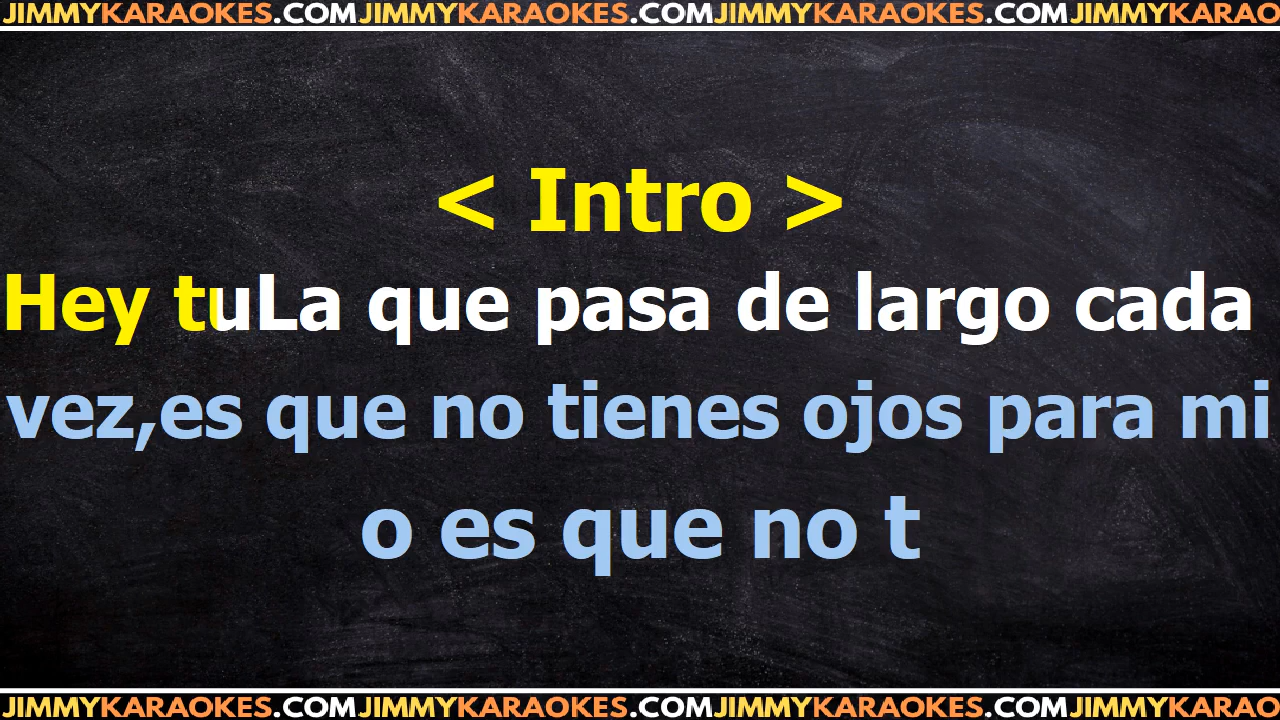 JIMMYKARAOKES.COMJIMMYKARAOKES.COMJIMMYKARAOKES.COMJIMMYKARAO
< Intro >
Hey tuLa que pasa de largo cada
vez,es que no tienes ojos para mi
o es que no t
JIMMYKARAOKES.COMJIMMYKARAOKES.COMJIMMYKARAOKES.COMJIMMYKARAO